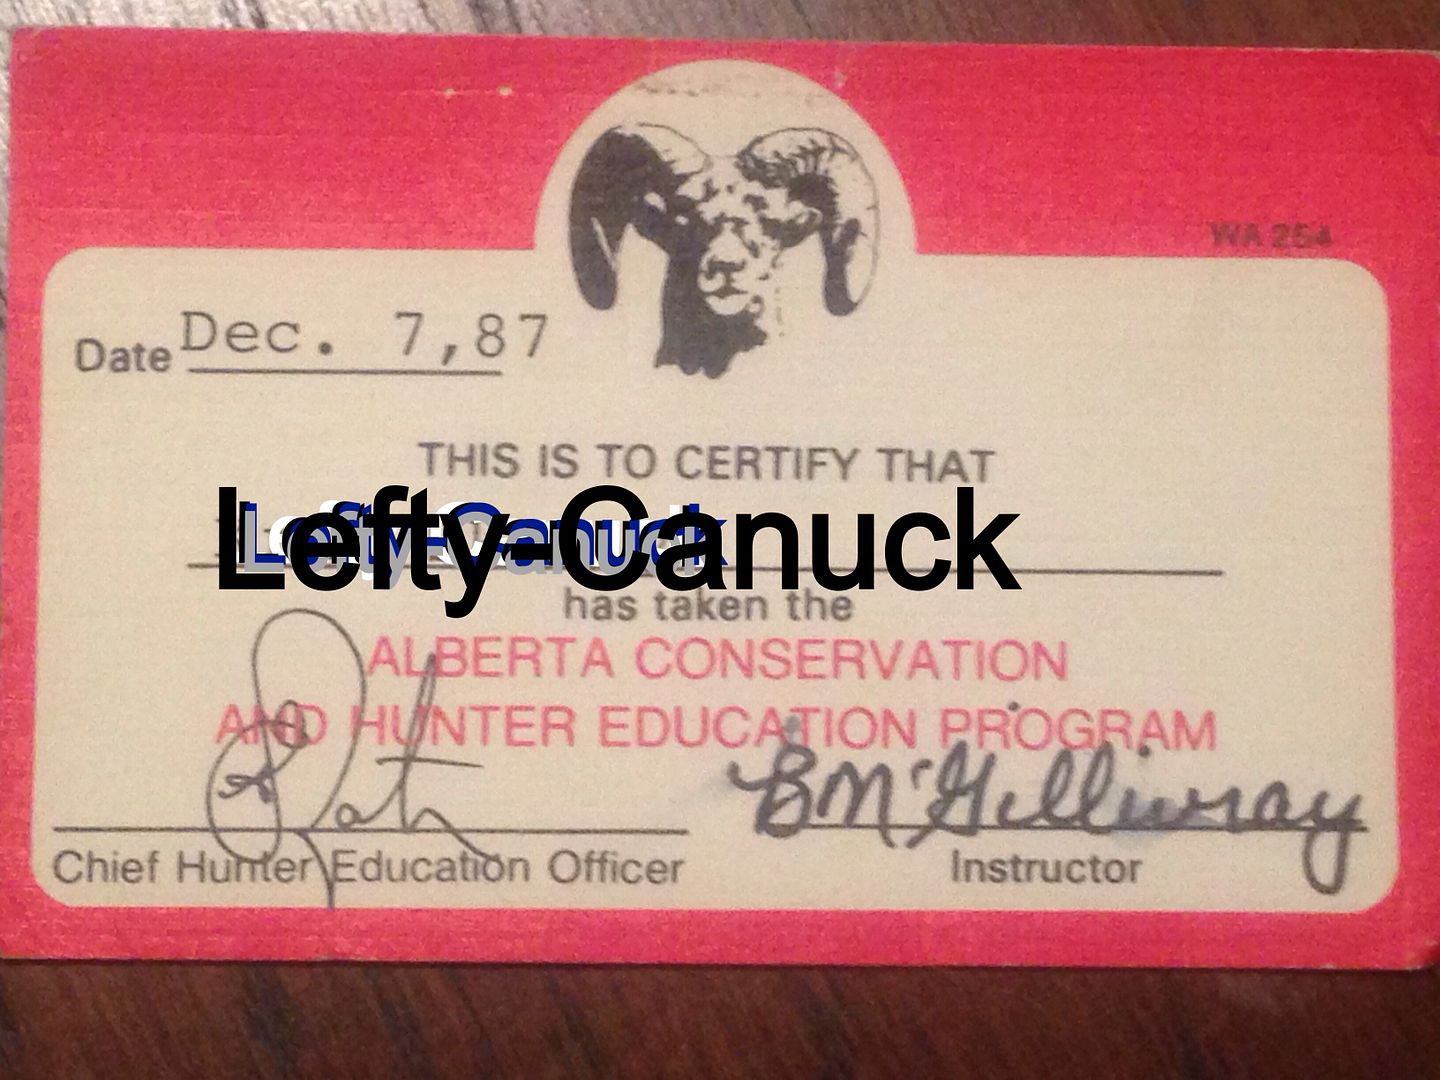 WA 254
Date Dec. 7,87
THIS IS TO CERTIFY THAT
Lefty-Canuck
has taken the
ALBERTA CONSERVATION
AND HUNTER EDUCATION PROGRAM
B M'Gillivray
Chief Hunter Education Officer
Instructor